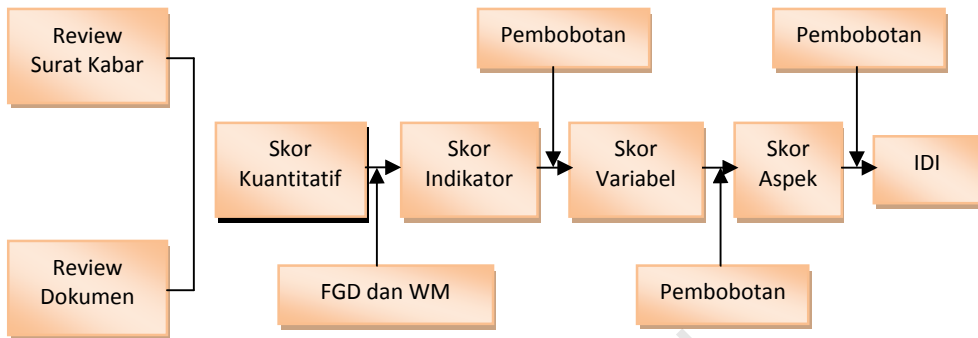 Review
Surat Kabar
Pembobotan
Pembobotan
Skor
Kuantitatif
Skor
Indikator
Skor
Variabel
Skor
Aspek
IDI
Review
Dokumen
FGD dan WM
Pembobotan